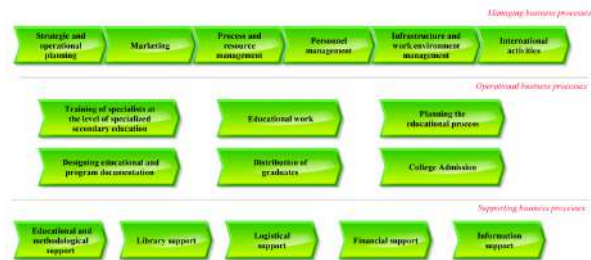 Managing business processes
Strategic and
operational
planning
Marketing
Process and
resource
management
Personnel
management
Infrastructure and
work environment
management
International
activities
Operational business processes
Training of specialists at
the level of specialized
secondary education
Educational work
Planning the
educational process
Designing educational and
program documentation
Distribution of
graduates
College Admission
Supporting business processes
Educational and
methodological
support
Library support
Logistical
support
Financial support
Information
support